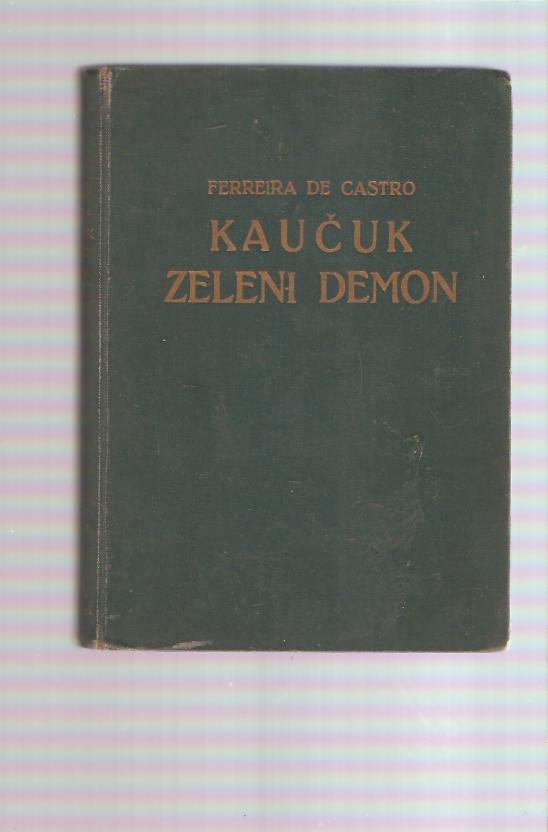 FERREIRA DE CASTRO
KAUČUK
ZELENI DEMON